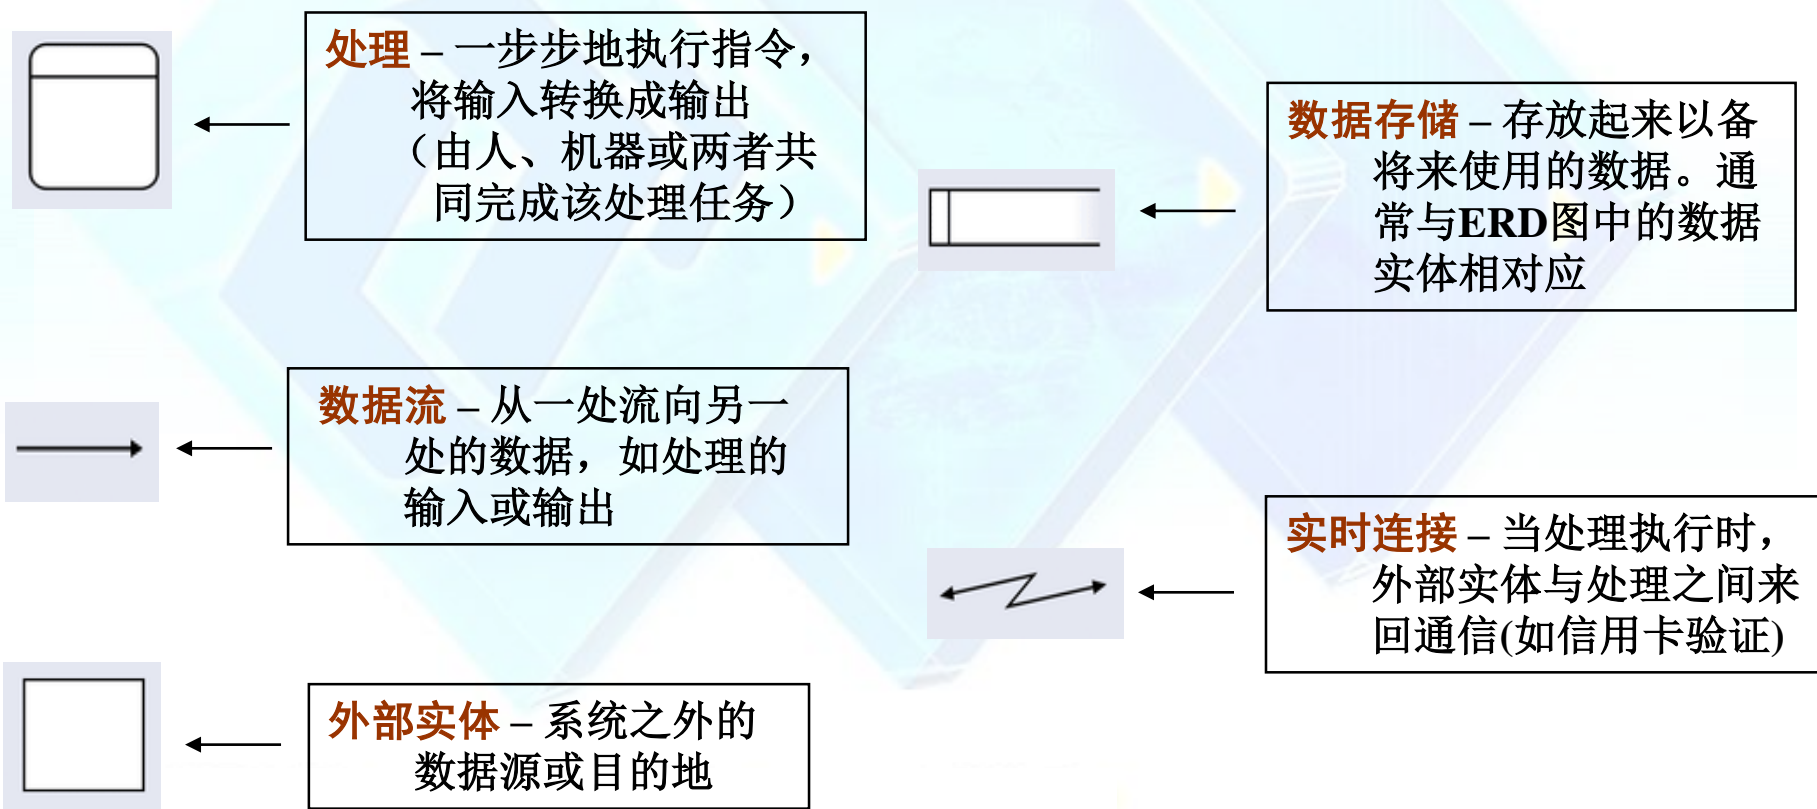 处理 – 一步步地执行指令，
将输入转换成输出
（由人、机器或两者共
同完成该处理任务）
数据存储 – 存放起来以备
将来使用的数据。通
常与ERD图中的数据
实体相对应
数据流 – 从一处流向另一
处的数据，如处理的
输入或输出
实时连接 – 当处理执行时，
外部实体与处理之间来
回通信(如信用卡验证)
外部实体 – 系统之外的
数据源或目的地